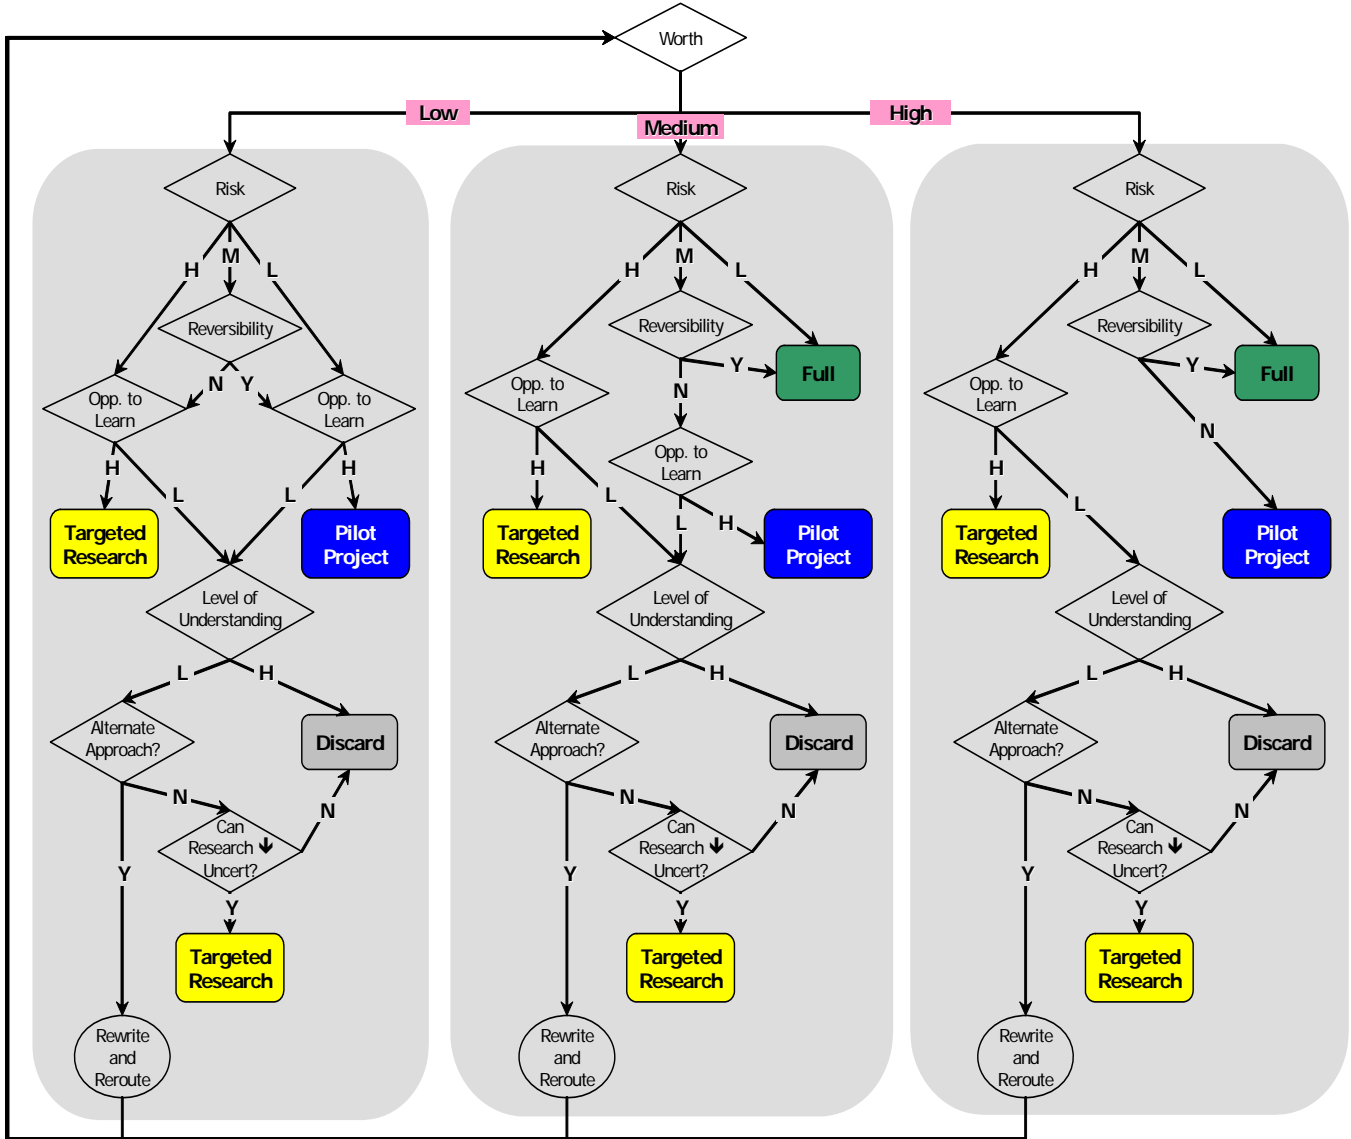 Worth
Low
Medium
High
Risk
H
M
L
Reversibility
N
Y
Opp. to
Learn
Opp. to
Learn
H
L
L
H
Targeted
Research
Pilot
Project
Level of
Understanding
L
H
Alternate
Approach?
Discard
N
N
Can
Research 🡇
Uncert?
Y
Y
Targeted
Research
Rewrite
and
Reroute
Risk
H
M
L
Reversibility
Y
Full
N
Opp. to
Learn
Opp. to
Learn
H
L
L
H
Targeted
Research
Pilot
Project
Level of
Understanding
L
H
Alternate
Approach?
Discard
N
N
Can
Research 🡇
Uncert?
Y
Y
Targeted
Research
Rewrite
and
Reroute
Risk
H
M
L
Reversibility
Y
Full
N
Opp. to
Learn
H
L
Targeted
Research
Pilot
Project
Level of
Understanding
L
H
Alternate
Approach?
Discard
N
N
Can
Research 🡇
Uncert?
Y
Y
Targeted
Research
Rewrite
and
Reroute